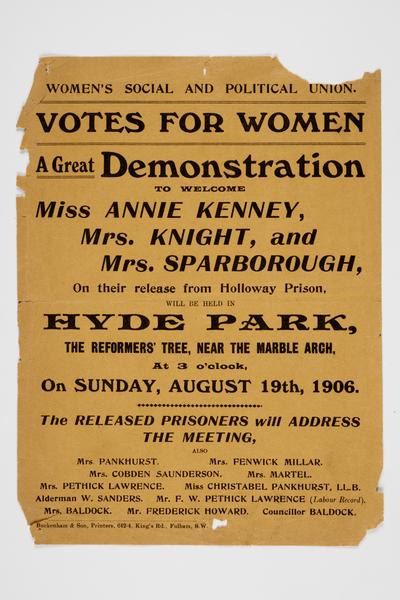 WOMEN'S SOCIAL AND POLITICAL UNION.
VOTES FOR WOMEN
A Great Demonstration
TO WELCOME
Miss ANNIE KENNEY,
Mrs. KNIGHT, and
Mrs. SPARBOROUGH,
On their release from Holloway Prison,
WILL BE HELD IN
HYDE PARK,
THE REFORMERS' TREE, NEAR THE MARBLE ARCH,
At 3 o'clock,
On SUNDAY, AUGUST 19th, 1906.
The RELEASED PRISONERS will ADDRESS
THE MEETING,
ALSO
Mrs. PANKHURST. Mrs. FENWICK MILLAR.
Mrs. COBDEN SAUNDERSON. Mrs. MARTEL.
Mrs. PETHICK LAWRENCE. Miss CHRISTABEL PANKHURST, LL.B.
Alderman W. SANDERS. Mr. F. W. PETHICK LAWRENCE (Labour Record).
Mrs. BALDOCK. Mr. FREDERICK HOWARD. Councillor BALDOCK.
Buckenham & Son, Printers, 642-4, King's Rd., Fulham, S.W.